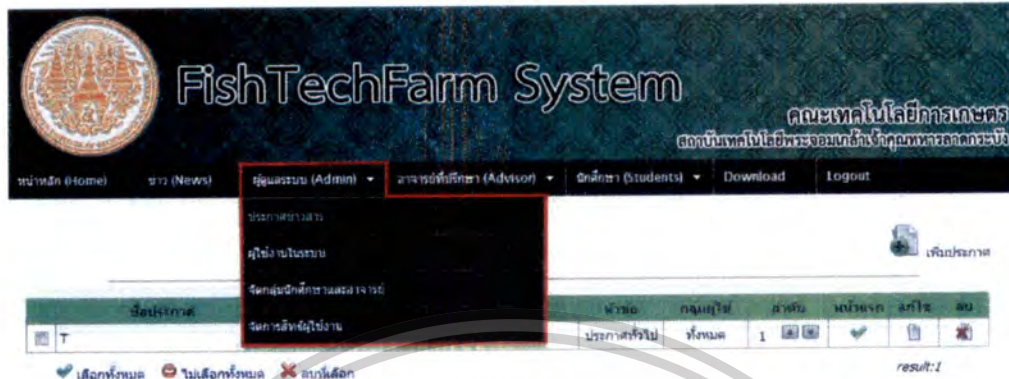 FishTechFarm System
คณะเทคโนโลยีการเกษตร
สถาบันเทคโนโลยีพระจอมเกล้าเจ้าคุณทหารลาดกระบัง
หน้าหลัก (Home) ข่าว (News) ผู้ดูแลระบบ (Admin) อาจารย์ที่ปรึกษา (Advisor) นักศึกษา (Students) Download Logout
ประกาศข่าวสาร
ผู้ใช้งานในระบบ
จัดกลุ่มนักศึกษาและอาจารย์
จัดการสิทธิ์ผู้ใช้งาน
เพิ่มประกาศ
ชื่อประกาศ หัวข้อ กลุ่มผู้ใช้ ลำดับ หน้าแรก แก้ไข ลบ
T ประกาศทั่วไป ทั้งหมด 1
เลือกทั้งหมด ไม่เลือกทั้งหมด ลบที่เลือก result:1